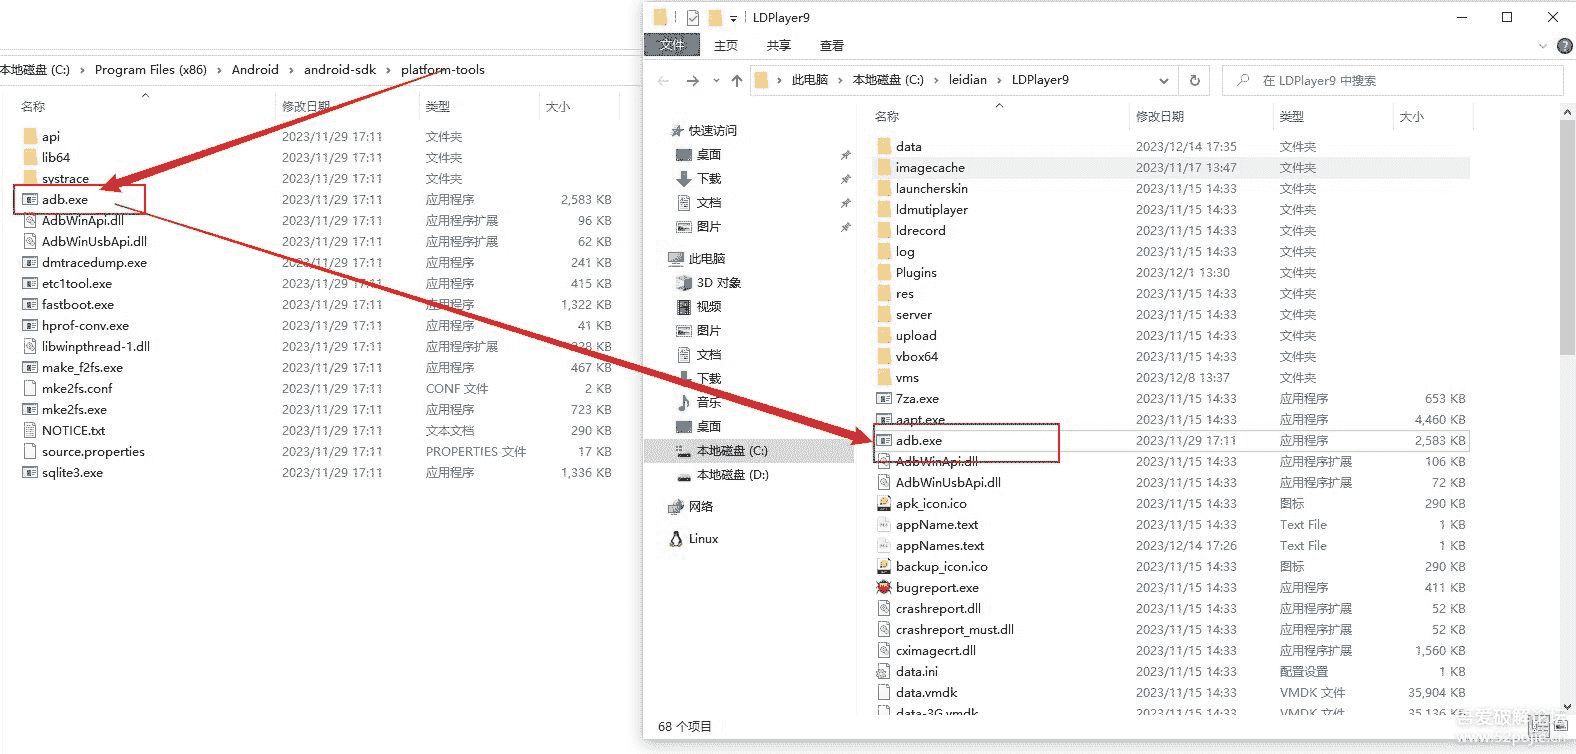 本地磁盘 (C:) › Program Files (x86) › Android › android-sdk › platform-tools
名称 修改日期 类型 大小
api 2023/11/29 17:11 文件夹
lib64 2023/11/29 17:11 文件夹
systrace 2023/11/29 17:11 文件夹
adb.exe 2023/11/29 17:11 应用程序 2,583 KB
AdbWinApi.dll 2023/11/29 17:11 应用程序扩展 96 KB
AdbWinUsbApi.dll 2023/11/29 17:11 应用程序扩展 62 KB
dmtracedump.exe 2023/11/29 17:11 应用程序 241 KB
etc1tool.exe 2023/11/29 17:11 应用程序 415 KB
fastboot.exe 2023/11/29 17:11 应用程序 1,322 KB
hprof-conv.exe 2023/11/29 17:11 应用程序 41 KB
libwinpthread-1.dll 2023/11/29 17:11 应用程序扩展 228 KB
make_f2fs.exe 2023/11/29 17:11 应用程序 467 KB
mke2fs.conf 2023/11/29 17:11 CONF 文件 2 KB
mke2fs.exe 2023/11/29 17:11 应用程序 723 KB
NOTICE.txt 2023/11/29 17:11 文本文档 290 KB
source.properties 2023/11/29 17:11 PROPERTIES 文件 17 KB
sqlite3.exe 2023/11/29 17:11 应用程序 1,336 KB
LDPlayer9
文件 主页 共享 查看
此电脑 › 本地磁盘 (C:) › leidian › LDPlayer9
在 LDPlayer9 中搜索
快速访问
桌面
下载
文档
图片
此电脑
3D 对象
视频
图片
文档
下载
音乐
桌面
本地磁盘 (C:)
本地磁盘 (D:)
网络
Linux
名称 修改日期 类型 大小
data 2023/12/14 17:35 文件夹
imagecache 2023/11/17 13:47 文件夹
launcherskin 2023/11/15 14:33 文件夹
ldmutiplayer 2023/11/15 14:33 文件夹
ldrecord 2023/11/15 14:33 文件夹
log 2023/11/15 14:33 文件夹
Plugins 2023/12/1 13:30 文件夹
res 2023/11/15 14:33 文件夹
server 2023/11/15 14:33 文件夹
upload 2023/11/15 14:33 文件夹
vbox64 2023/11/15 14:33 文件夹
vms 2023/12/8 13:37 文件夹
7za.exe 2023/11/15 14:33 应用程序 653 KB
aapt.exe 2023/11/15 14:33 应用程序 4,460 KB
adb.exe 2023/11/29 17:11 应用程序 2,583 KB
AdbWinApi.dll 2023/11/15 14:33 应用程序扩展 106 KB
AdbWinUsbApi.dll 2023/11/15 14:33 应用程序扩展 72 KB
apk_icon.ico 2023/11/15 14:33 图标 290 KB
appName.text 2023/11/15 14:33 Text File 1 KB
appNames.text 2023/12/14 17:26 Text File 1 KB
backup_icon.ico 2023/11/15 14:33 图标 290 KB
bugreport.exe 2023/11/15 14:33 应用程序 411 KB
crashreport.dll 2023/11/15 14:33 应用程序扩展 52 KB
crashreport_must.dll 2023/11/15 14:33 应用程序扩展 52 KB
cximagecrt.dll 2023/11/15 14:33 应用程序扩展 1,560 KB
data.ini 2023/11/15 14:33 配置设置 1 KB
data.vmdk 2023/11/15 14:33 VMDK 文件 35,904 KB
data-3G.vmdk 2023/11/15 14:33 VMDK 文件 35,136 KB
68 个项目
吾爱破解论坛
www.52pojie.cn